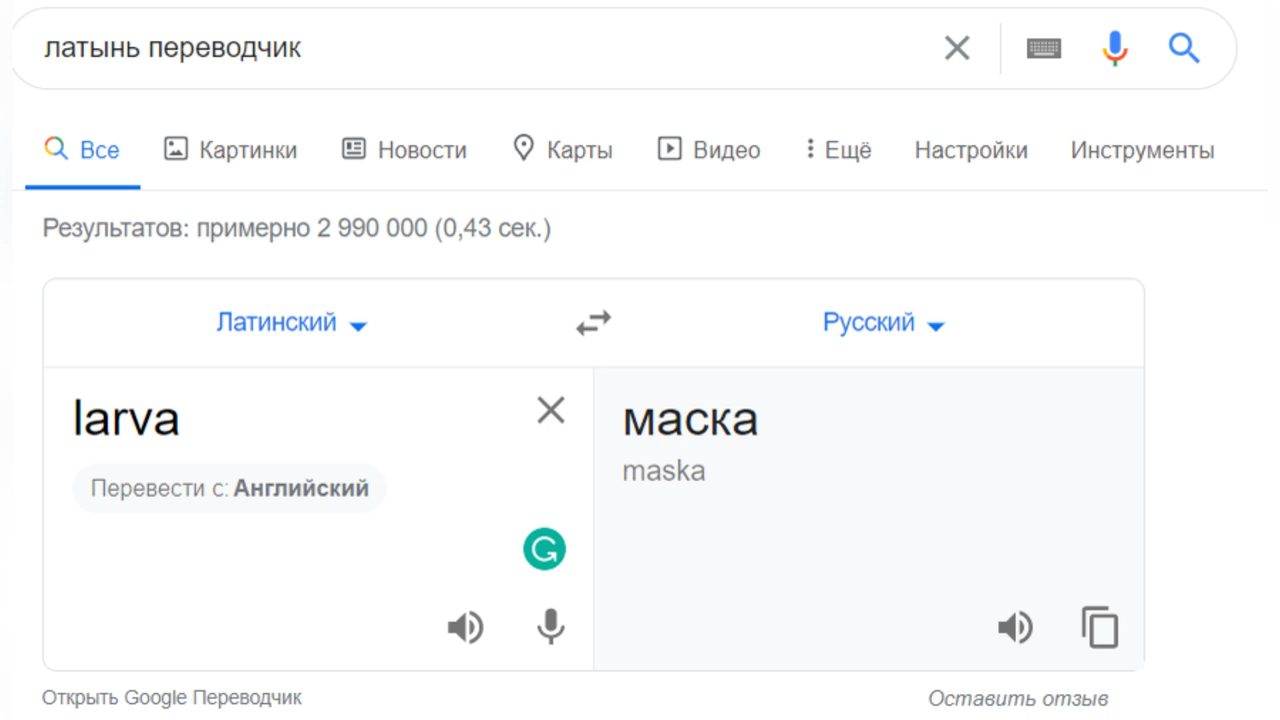 латынь переводчик
Все Картинки Новости Карты Видео Ещё Настройки Инструменты
Результатов: примерно 2 990 000 (0,43 сек.)
Латинский Русский
larva маска
maska
Перевести с: Английский
Открыть Google Переводчик Оставить отзыв